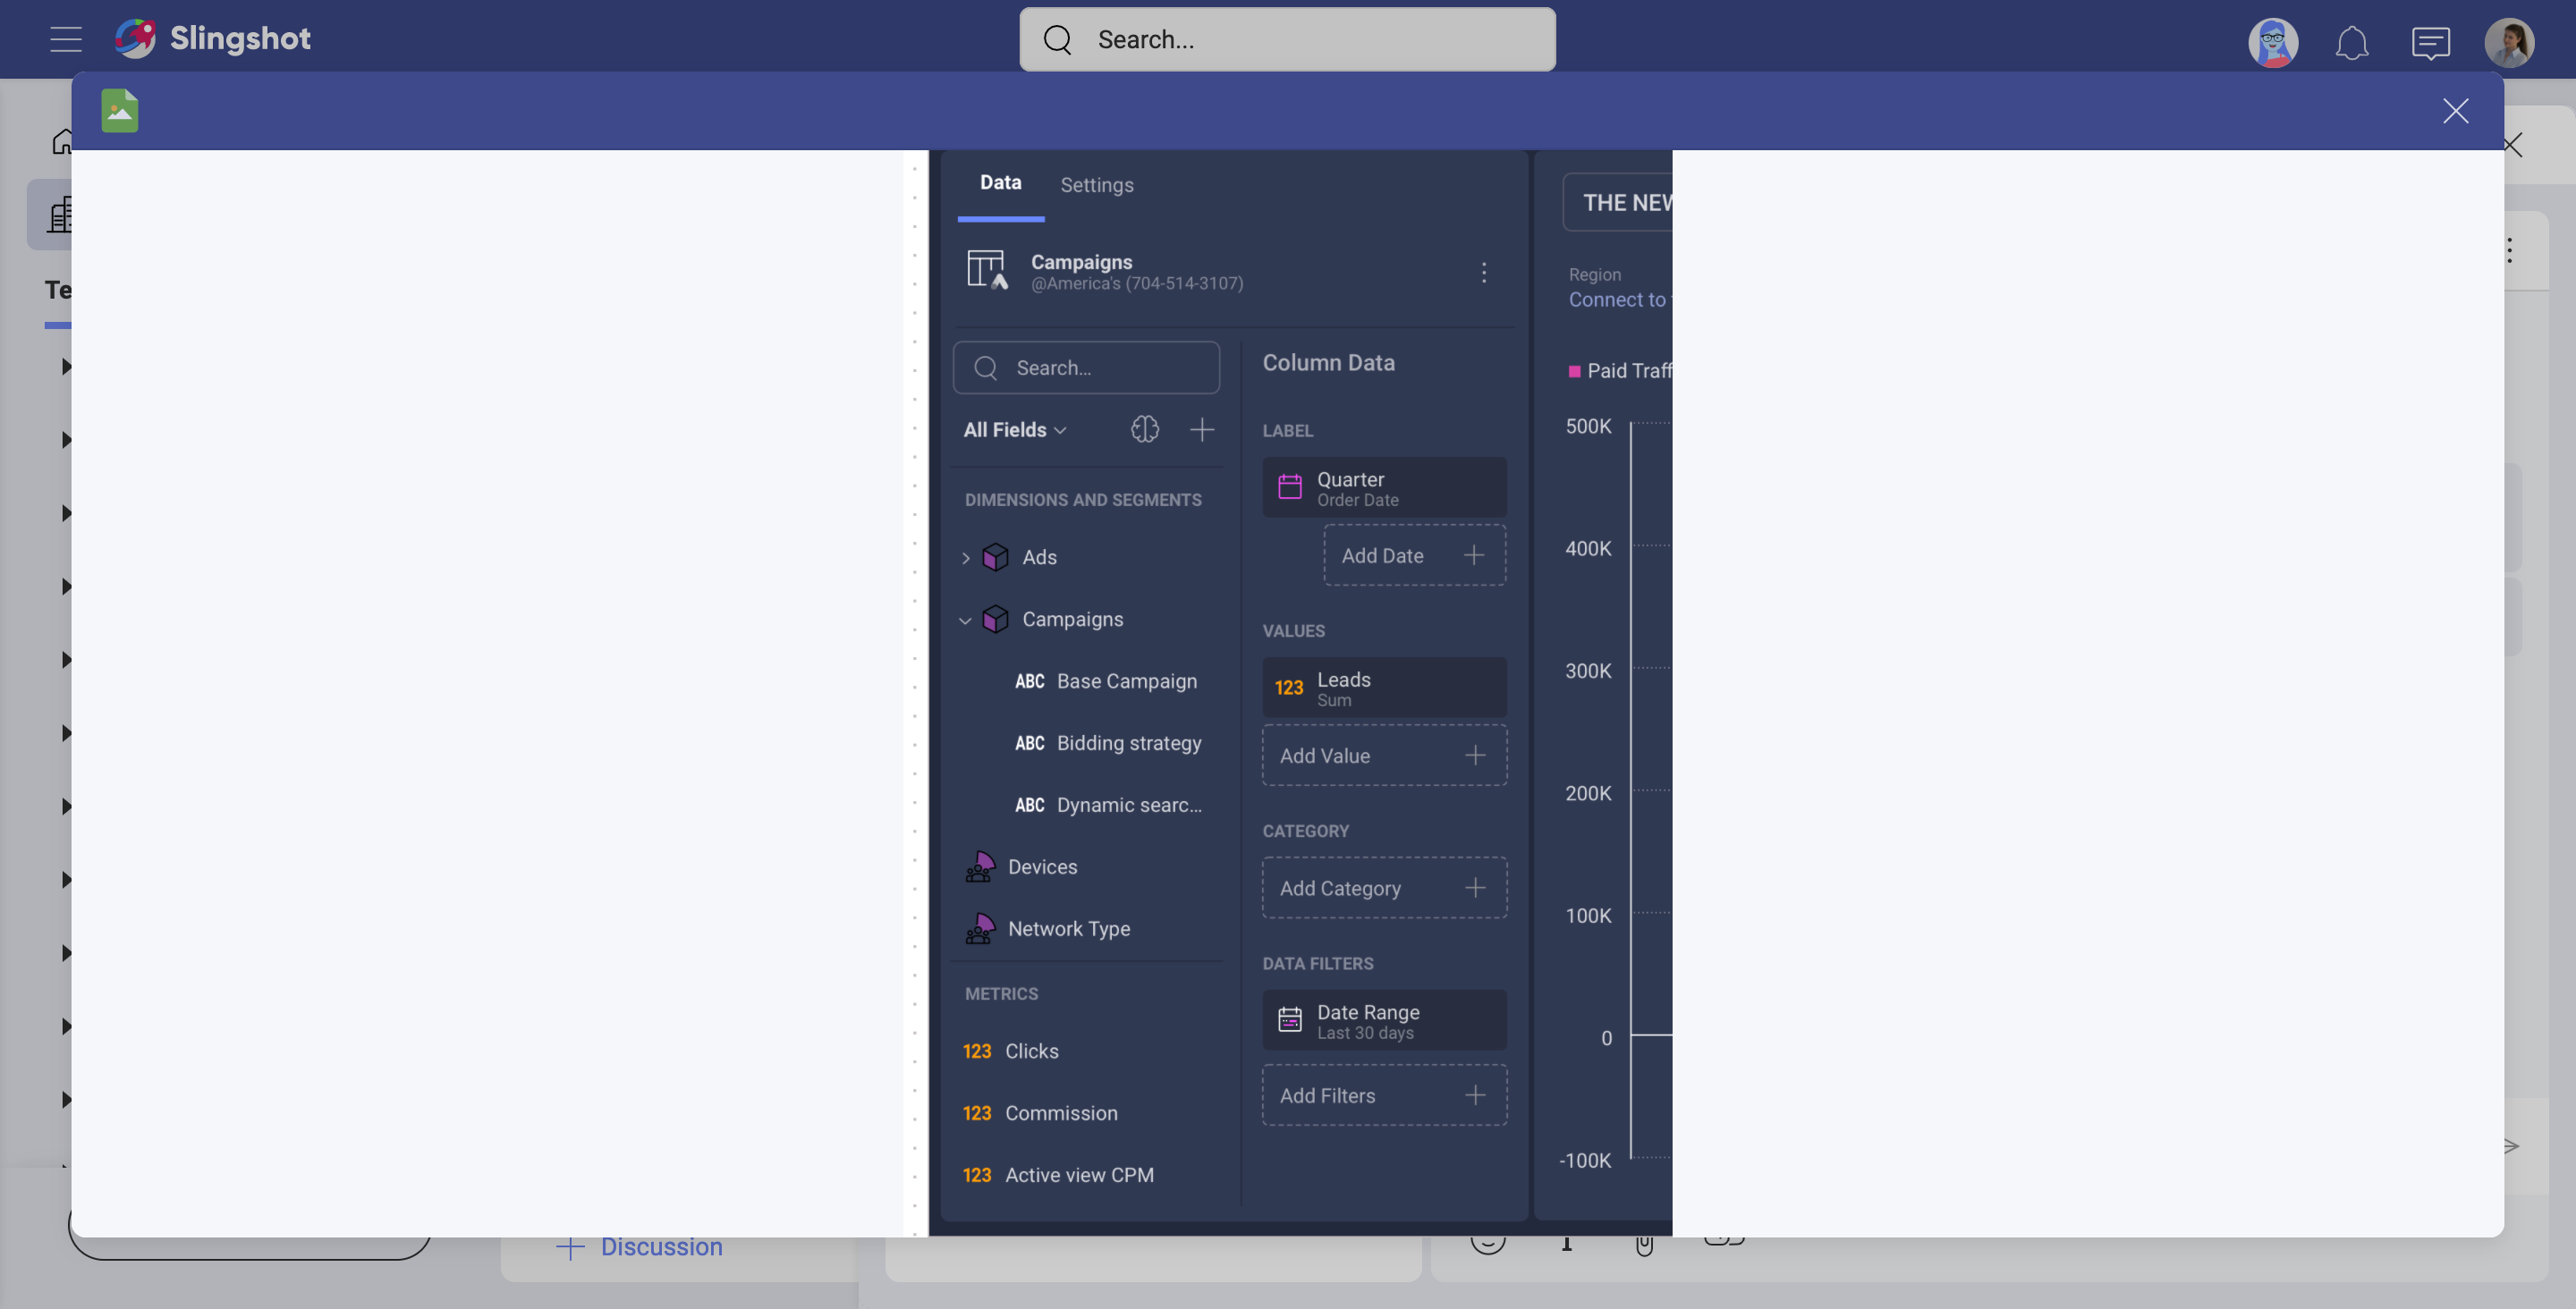 Slingshot
Search...
Te
Data
Settings
Campaigns
@America's (704-514-3107)
Search...
All Fields
DIMENSIONS AND SEGMENTS
Ads
Campaigns
ABC Base Campaign
ABC Bidding strategy
ABC Dynamic searc...
Devices
Network Type
METRICS
123 Clicks
123 Commission
123 Active view CPM
Column Data
LABEL
Quarter
Order Date
Add Date
VALUES
123 Leads
Sum
Add Value
CATEGORY
Add Category
DATA FILTERS
Date Range
Last 30 days
Add Filters
THE NEW
Region
Connect to
Paid Traff
500K
400K
300K
200K
100K
0
-100K
Discussion